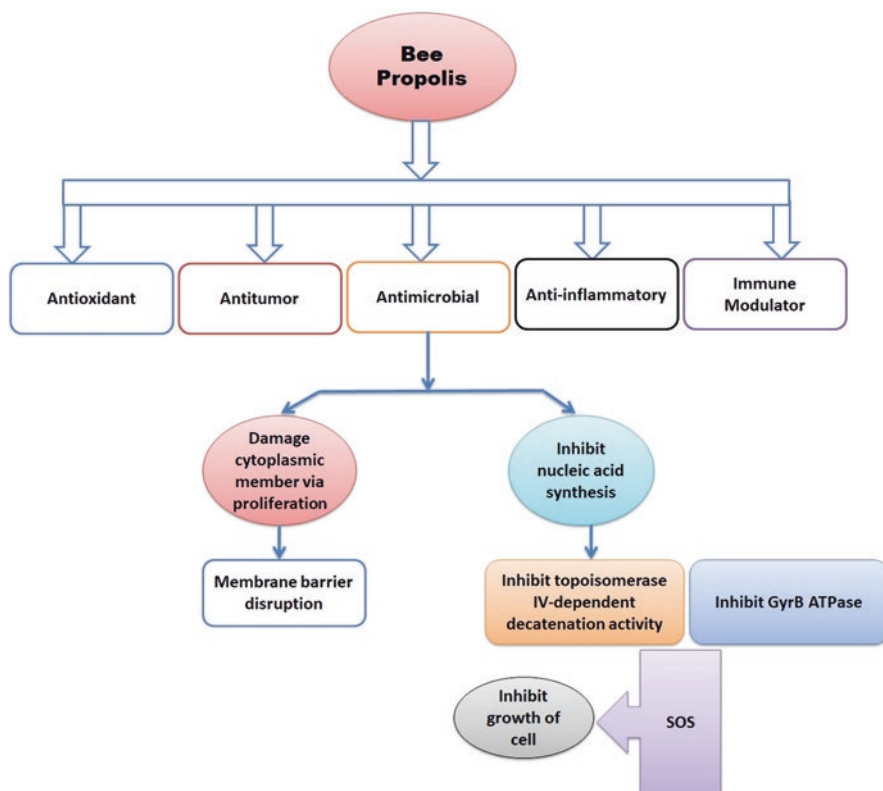 Bee
Propolis
Antioxidant
Antitumor
Antimicrobial
Anti-inflammatory
Immune
Modulator
Damage
cytoplasmic
member via
proliferation
Inhibit
nucleic acid
synthesis
Membrane barrier
disruption
Inhibit topoisomerase
IV-dependent
decatenation activity
Inhibit GyrB ATPase
Inhibit
growth of
cell
SOS